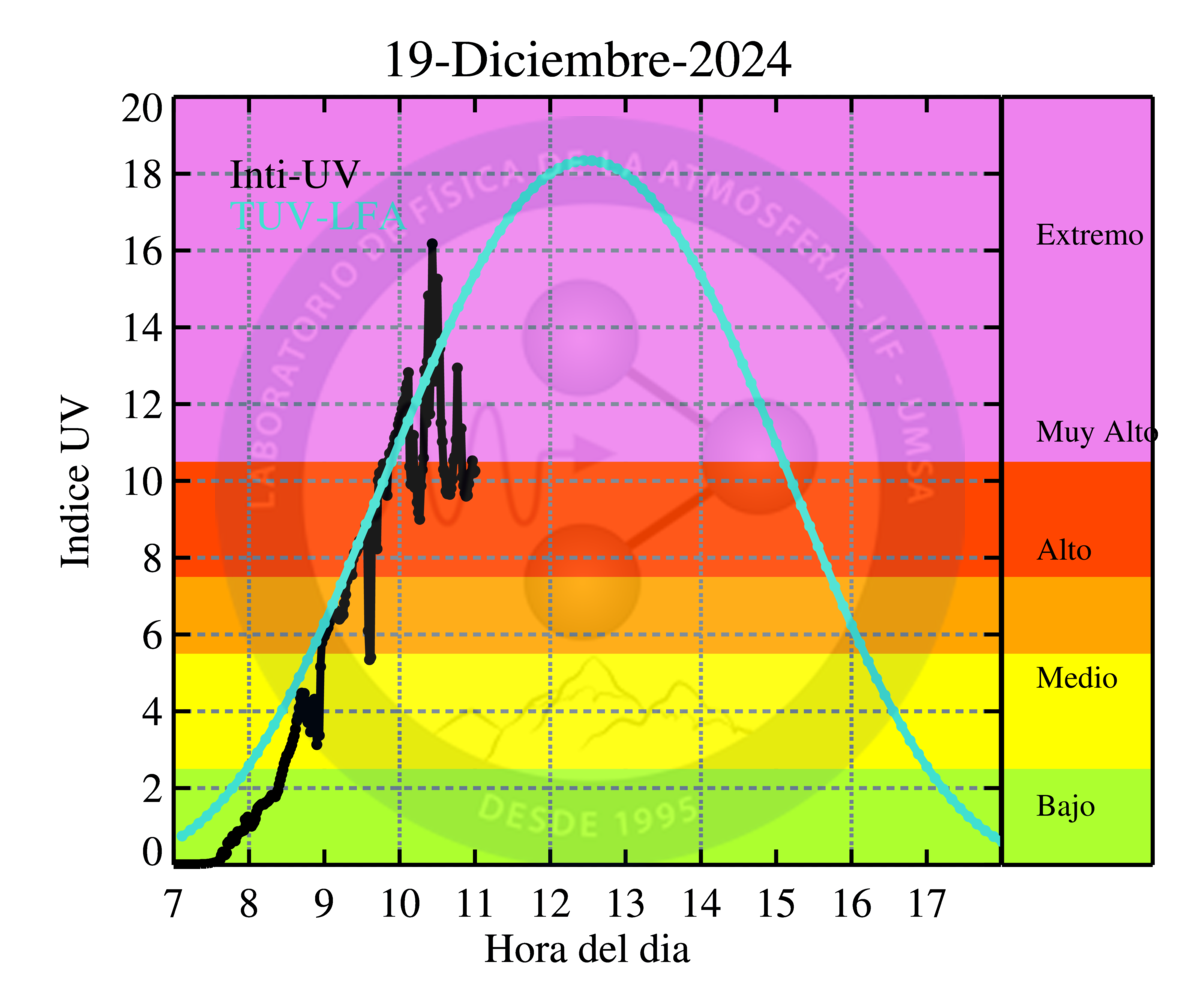 19-Diciembre-2024
20
18
16
14
12
10
8
6
4
2
0
Indice UV
Inti-UV
TUV-LFA
LABORATORIO DE FÍSICA DE LA ATMÓSFERA - IIF - UMSA
DESDE 1995
Extremo
Muy Alto
Alto
Medio
Bajo
7 8 9 10 11 12 13 14 15 16 17
Hora del dia